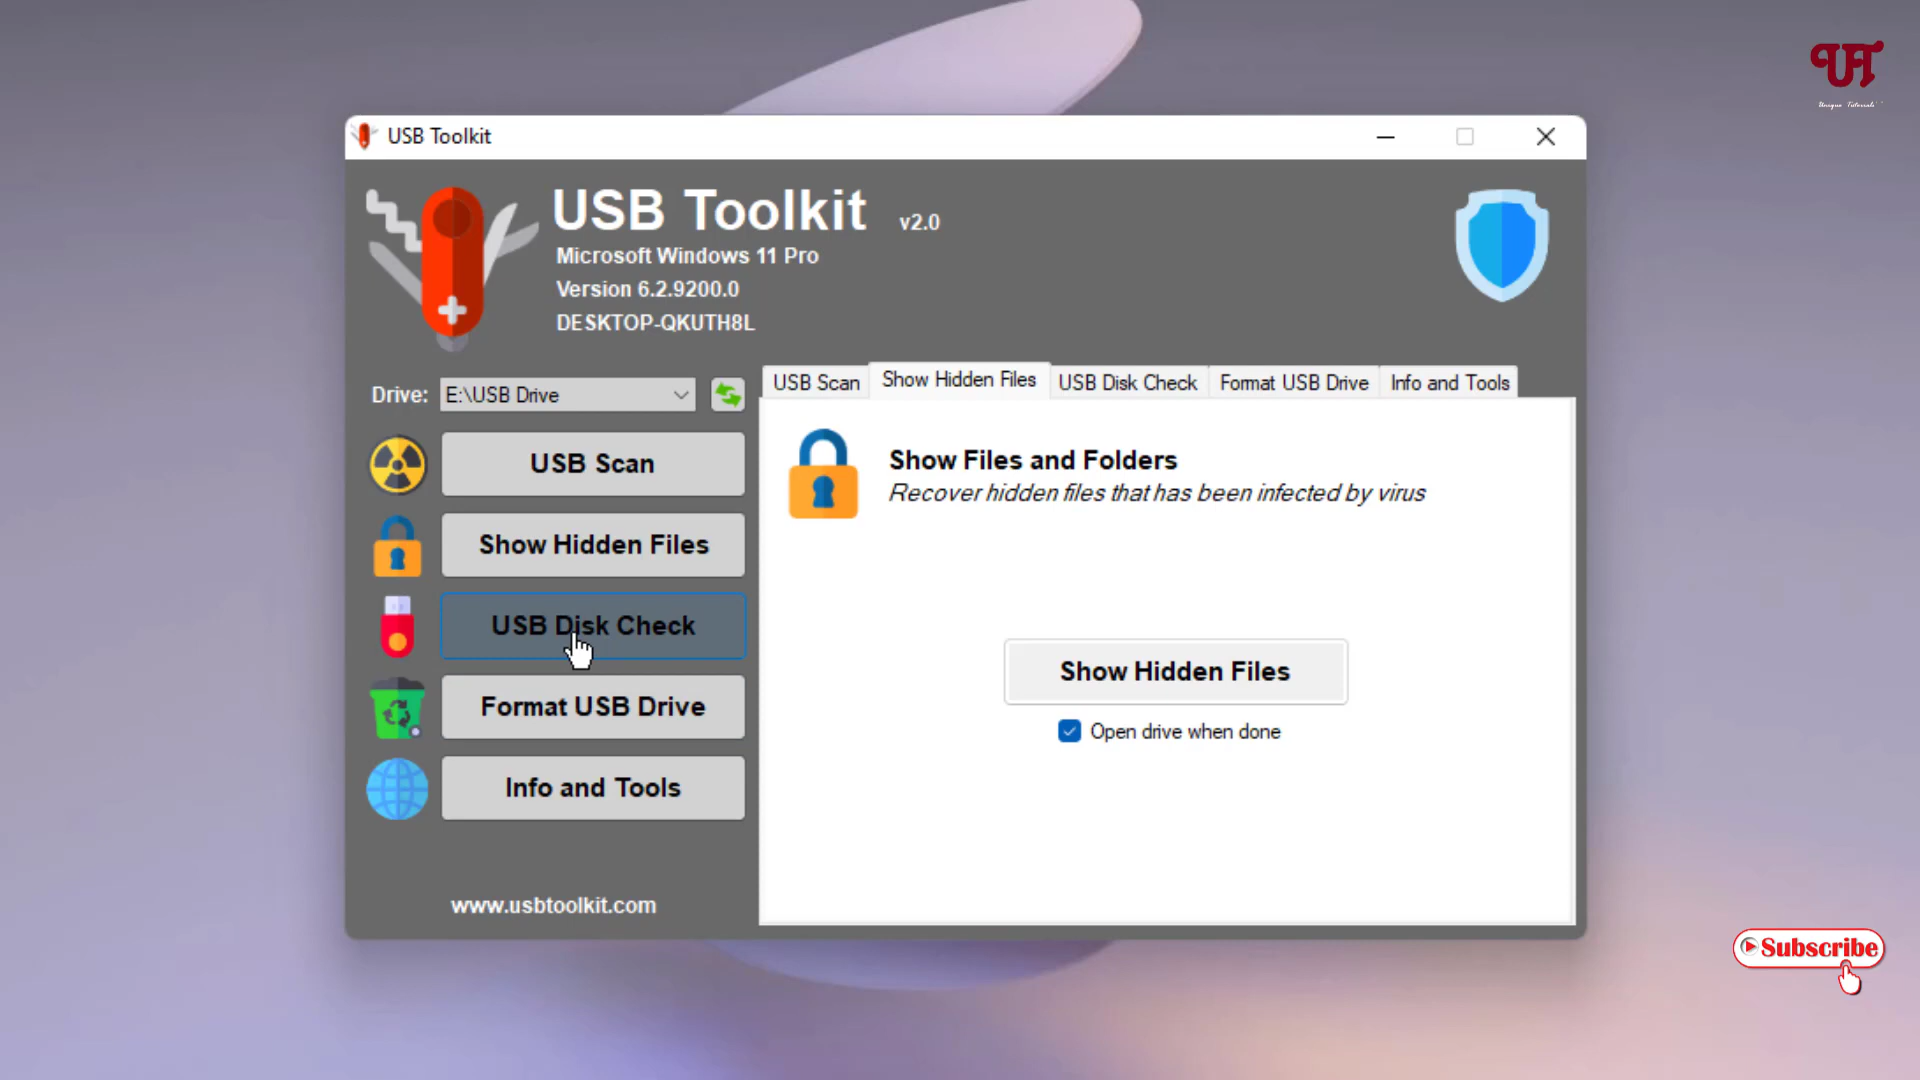 UT
Unique Tutorials
USB Toolkit
USB Toolkit v2.0
Microsoft Windows 11 Pro
Version 6.2.9200.0
DESKTOP-QKUTH8L
Drive: E:\USB Drive
USB Scan
Show Hidden Files
USB Disk Check
Format USB Drive
Info and Tools
www.usbtoolkit.com
USB Scan Show Hidden Files USB Disk Check Format USB Drive Info and Tools
Show Files and Folders
Recover hidden files that has been infected by virus
Show Hidden Files
Open drive when done
Subscribe